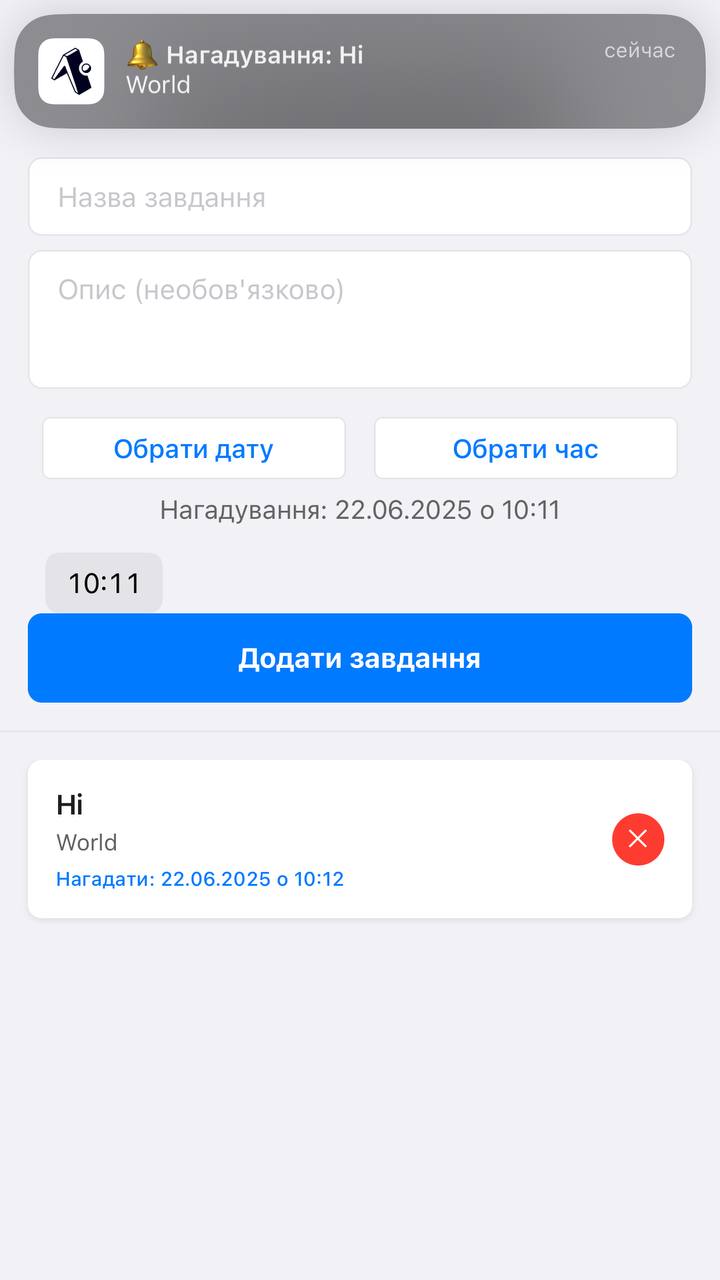 🔔 Нагадування: Hi
сейчас
World
Назва завдання
Опис (необов'язково)
Обрати дату
Обрати час
Нагадування: 22.06.2025 о 10:11
10:11
Додати завдання
Hi
World
Нагадати: 22.06.2025 о 10:12